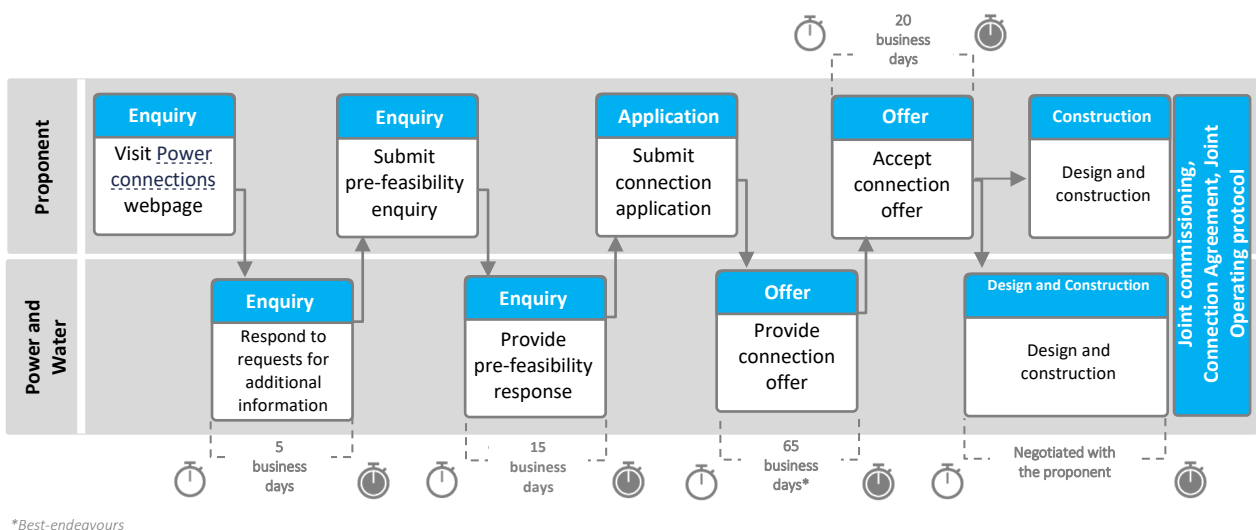 20
business
days
Proponent
Enquiry
Visit Power
connections
webpage
Enquiry
Submit
pre-feasibility
enquiry
Application
Submit
connection
application
Offer
Accept
connection
offer
Construction
Design and
construction
Joint commissioning,
Connection Agreement, Joint
Operating protocol
Power and
Water
Enquiry
Respond to
requests for
additional
information
Enquiry
Provide
pre-feasibility
response
Offer
Provide
connection
offer
Design and Construction
Design and
construction
5
business
days
15
business
days
65
business
days*
Negotiated with
the proponent
*Best-endeavours